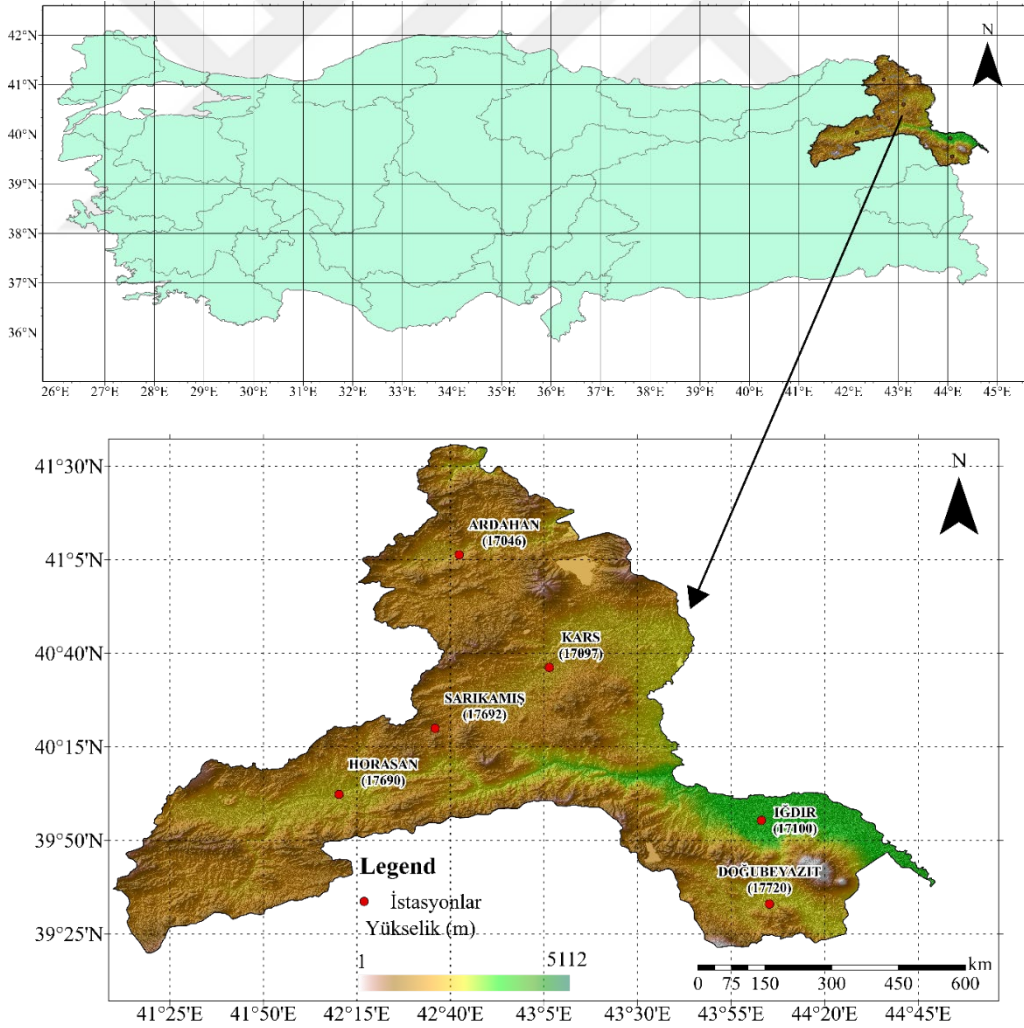 N
42°N
41°N
40°N
39°N
38°N
37°N
36°N
26°E 27°E 28°E 29°E 30°E 31°E 32°E 33°E 34°E 35°E 36°E 37°E 38°E 39°E 40°E 41°E 42°E 43°E 44°E 45°E
N
41°30'N
41°5'N
40°40'N
40°15'N
39°50'N
39°25'N
ARDAHAN
(17046)
KARS
(17097)
SARIKAMIŞ
(17692)
HORASAN
(17690)
IĞDIR
(17100)
DOĞUBEYAZIT
(17720)
Legend
İstasyonlar
Yükselik (m)
1 5112
km
0 75 150 300 450 600
41°25'E 41°50'E 42°15'E 42°40'E 43°5'E 43°30'E 43°55'E 44°20'E 44°45'E